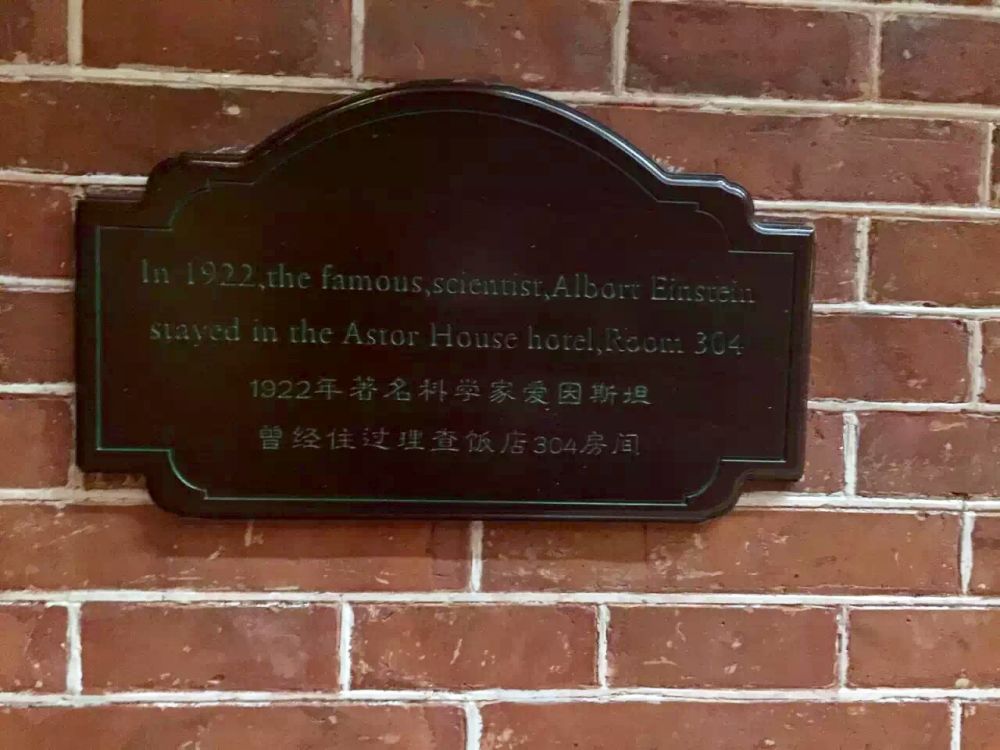 In 1922,the famous,scientist,Albort Einstein
stayed in the Astor House hotel,Room 304
1922年著名科学家爱因斯坦
曾经住过理查饭店304房间